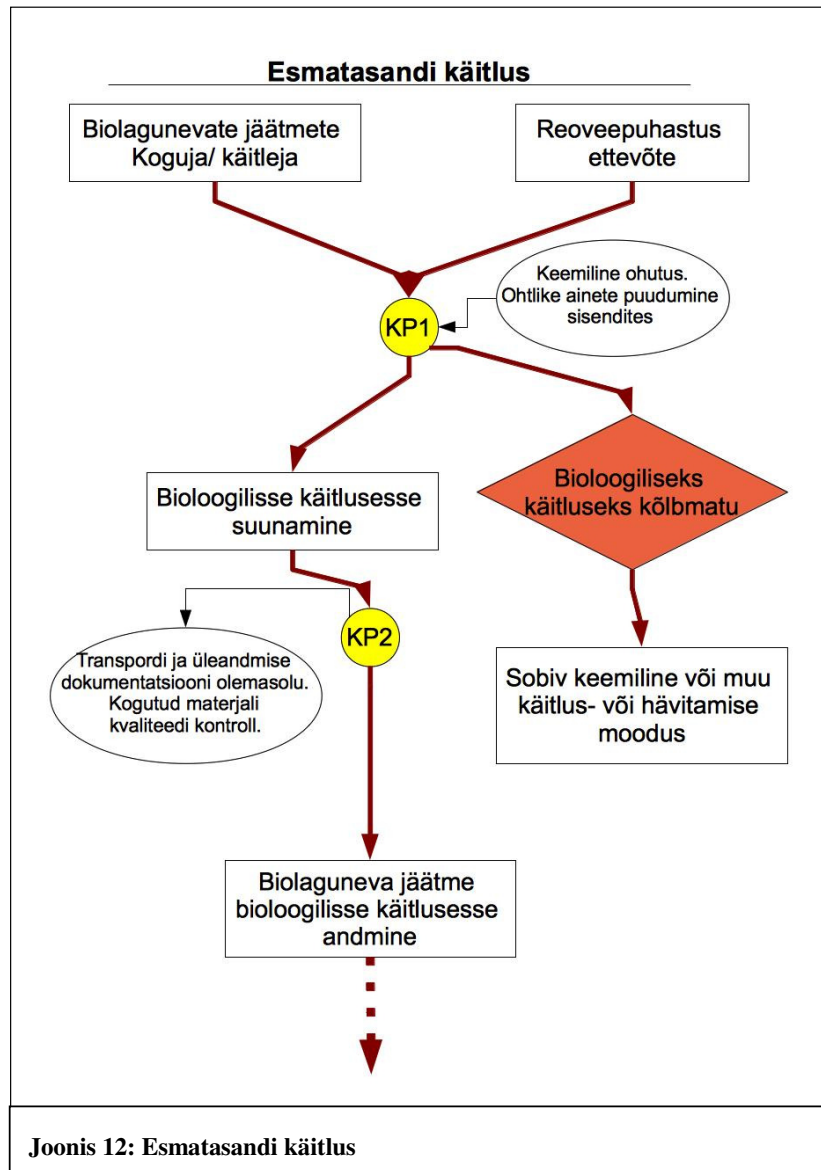 Esmatasandi käitlus
Biolagunevate jäätmete
Koguja/ käitleja
Reoveepuhastus
ettevõte
Keemiline ohutus.
Ohtlike ainete puudumine
sisendites
KP1
Bioloogilisse käitlusesse
suunamine
Bioloogiliseks
käitluseks kõlbmatu
KP2
Transpordi ja üleandmise
dokumentatsiooni olemasolu.
Kogutud materjali
kvaliteedi kontroll.
Sobiv keemiline või muu
käitlus- või hävitamise
moodus
Biolaguneva jäätme
bioloogilisse käitlusesse
andmine
Joonis 12: Esmatasandi käitlus